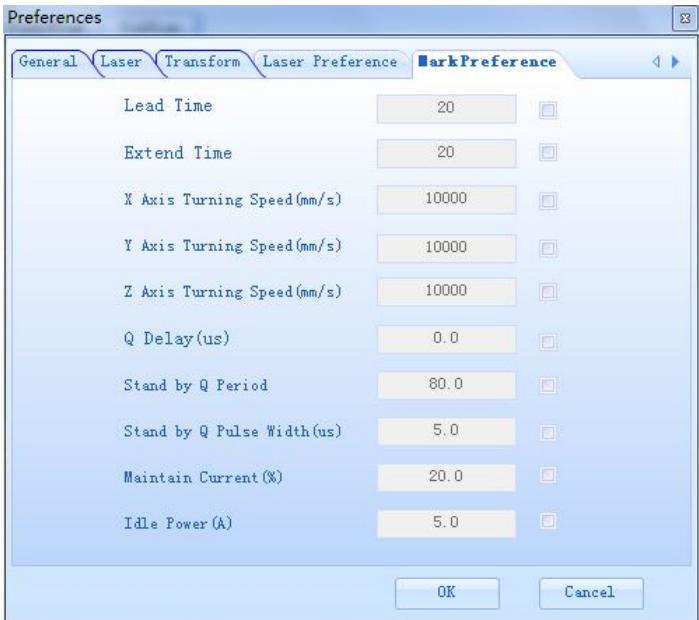 Preferences
General Laser Transform Laser Preference MarkPreference
Lead Time 20
Extend Time 20
X Axis Turning Speed(mm/s) 10000
Y Axis Turning Speed(mm/s) 10000
Z Axis Turning Speed(mm/s) 10000
Q Delay(us) 0.0
Stand by Q Period 80.0
Stand by Q Pulse Width(us) 5.0
Maintain Current(%) 20.0
Idle Power(A) 5.0
OK Cancel